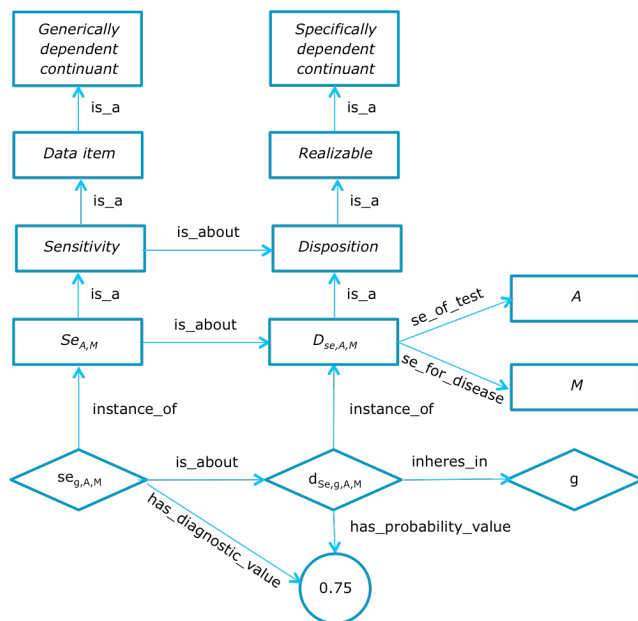 Generically
dependent
continuant
Specifically
dependent
continuant
is_a
is_a
Data item
Realizable
is_a
is_a
Sensitivity
is_about
Disposition
is_a
is_a
se_of_test
A
Se_A,M
is_about
D_se,A,M
se_for_disease
M
instance_of
instance_of
se_g,A,M
is_about
d_Se,g,A,M
inheres_in
g
has_diagnostic_value
has_probability_value
0.75